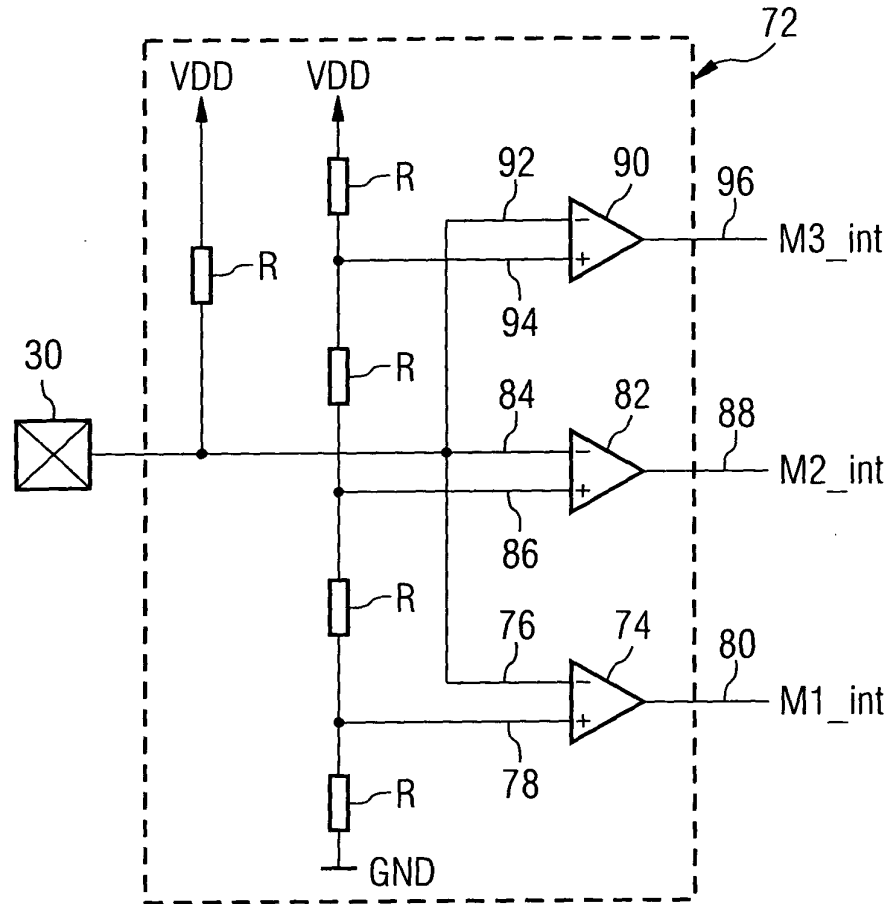 72
VDD VDD
92 90 96
R
M3_int
R
94
30
R
84 82 88
M2_int
86
R
76 74 80
M1_int
78
R
GND